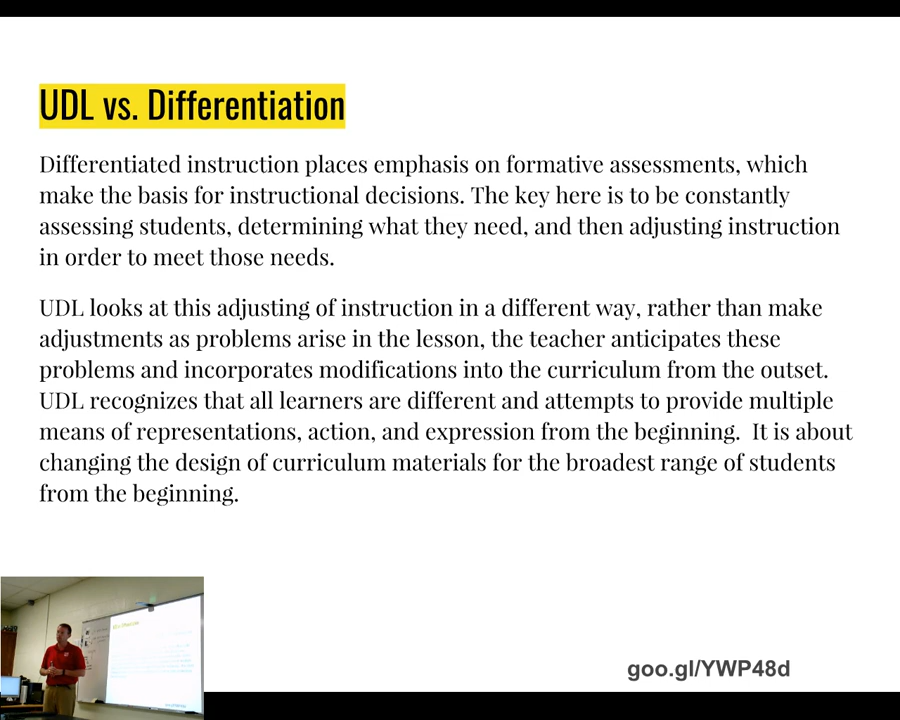 UDL vs. Differentiation
Differentiated instruction places emphasis on formative assessments, which
make the basis for instructional decisions. The key here is to be constantly
assessing students, determining what they need, and then adjusting instruction
in order to meet those needs.
UDL looks at this adjusting of instruction in a different way, rather than make
adjustments as problems arise in the lesson, the teacher anticipates these
problems and incorporates modifications into the curriculum from the outset.
UDL recognizes that all learners are different and attempts to provide multiple
means of representations, action, and expression from the beginning.  It is about
changing the design of curriculum materials for the broadest range of students
from the beginning.
goo.gl/YWP48d